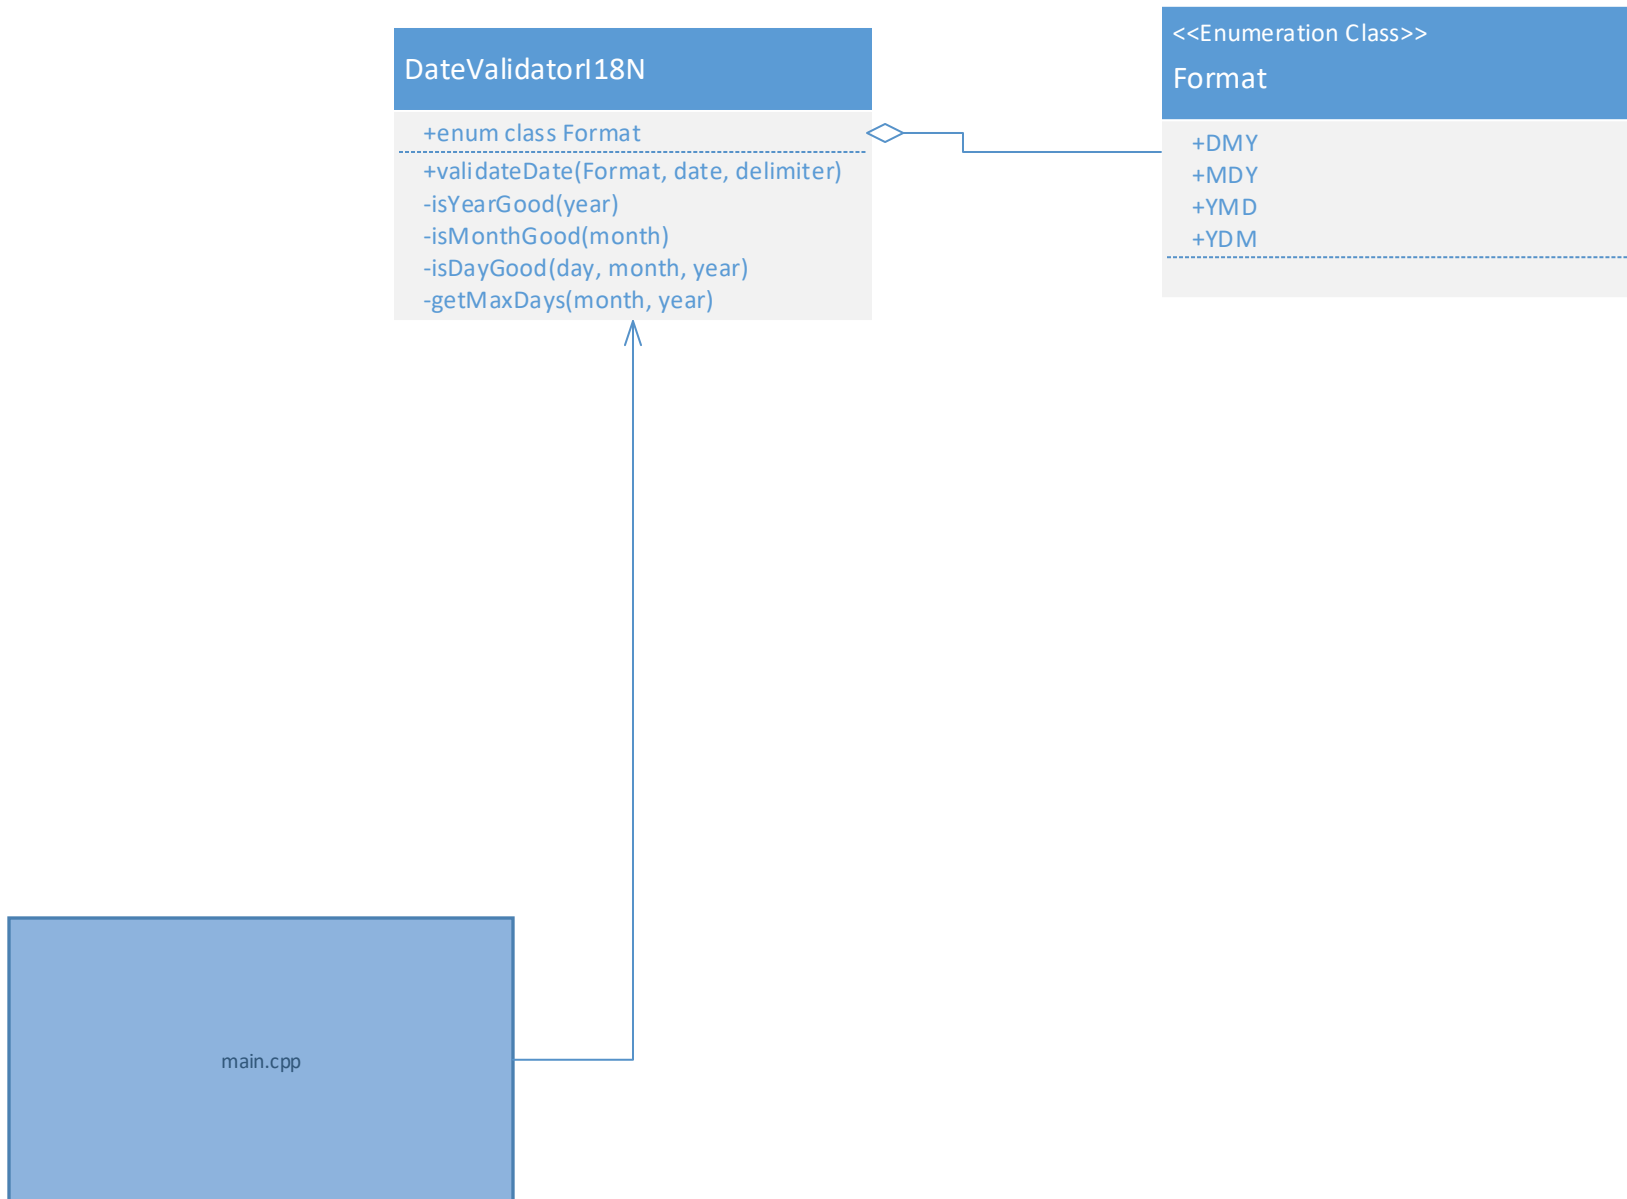 DateValidatorI18N
+enum class Format
+validateDate(Format, date, delimiter)
-isYearGood(year)
-isMonthGood(month)
-isDayGood(day, month, year)
-getMaxDays(month, year)
<<Enumeration Class>>
Format
+DMY
+MDY
+YMD
+YDM
main.cpp